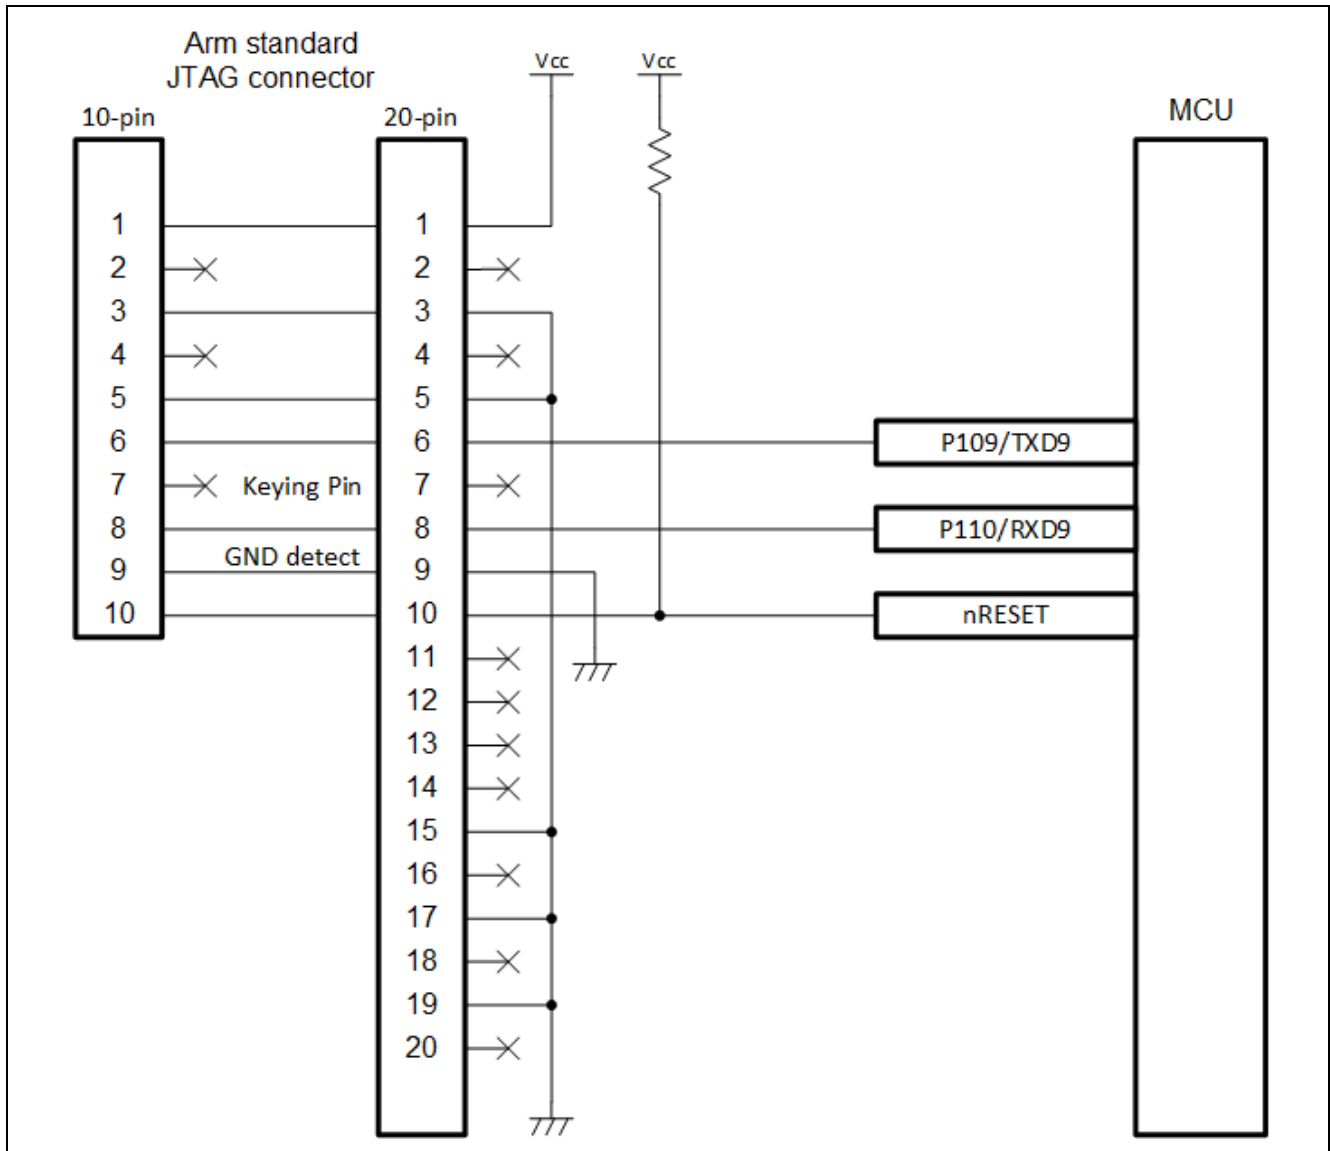 Arm standard
JTAG connector
Vcc
Vcc
10-pin
20-pin
MCU
1
1
2
2
3
3
4
4
5
5
6
6
P109/TXD9
7
Keying Pin
7
8
8
P110/RXD9
GND detect
9
9
10
10
nRESET
11
12
13
14
15
16
17
18
19
20